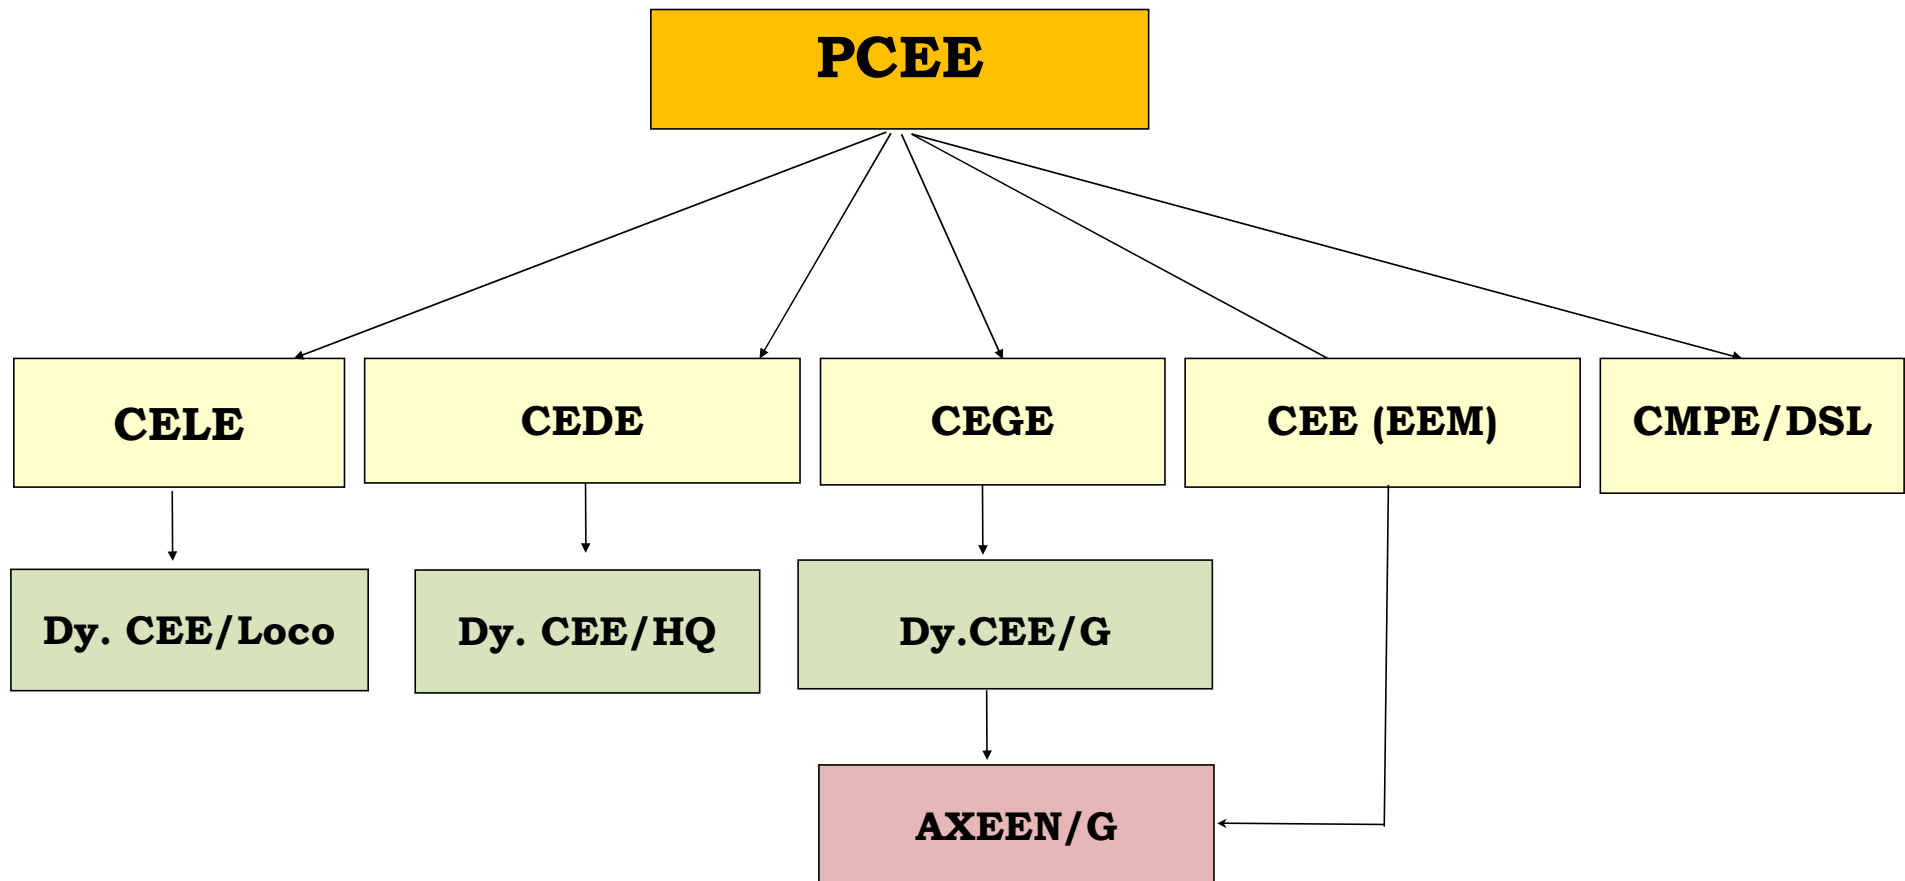 PCEE
CELE
CEDE
CEGE
CEE (EEM)
CMPE/DSL
Dy. CEE/Loco
Dy. CEE/HQ
Dy.CEE/G
AXEEN/G